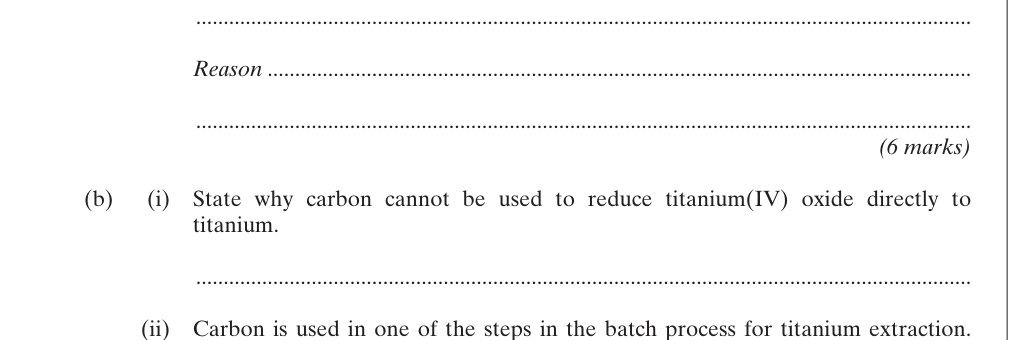 Reason ..............................................................................................................................
(6 marks)
(b) (i) State why carbon cannot be used to reduce titanium(IV) oxide directly to
titanium.
(ii) Carbon is used in one of the steps in the batch process for titanium extraction.